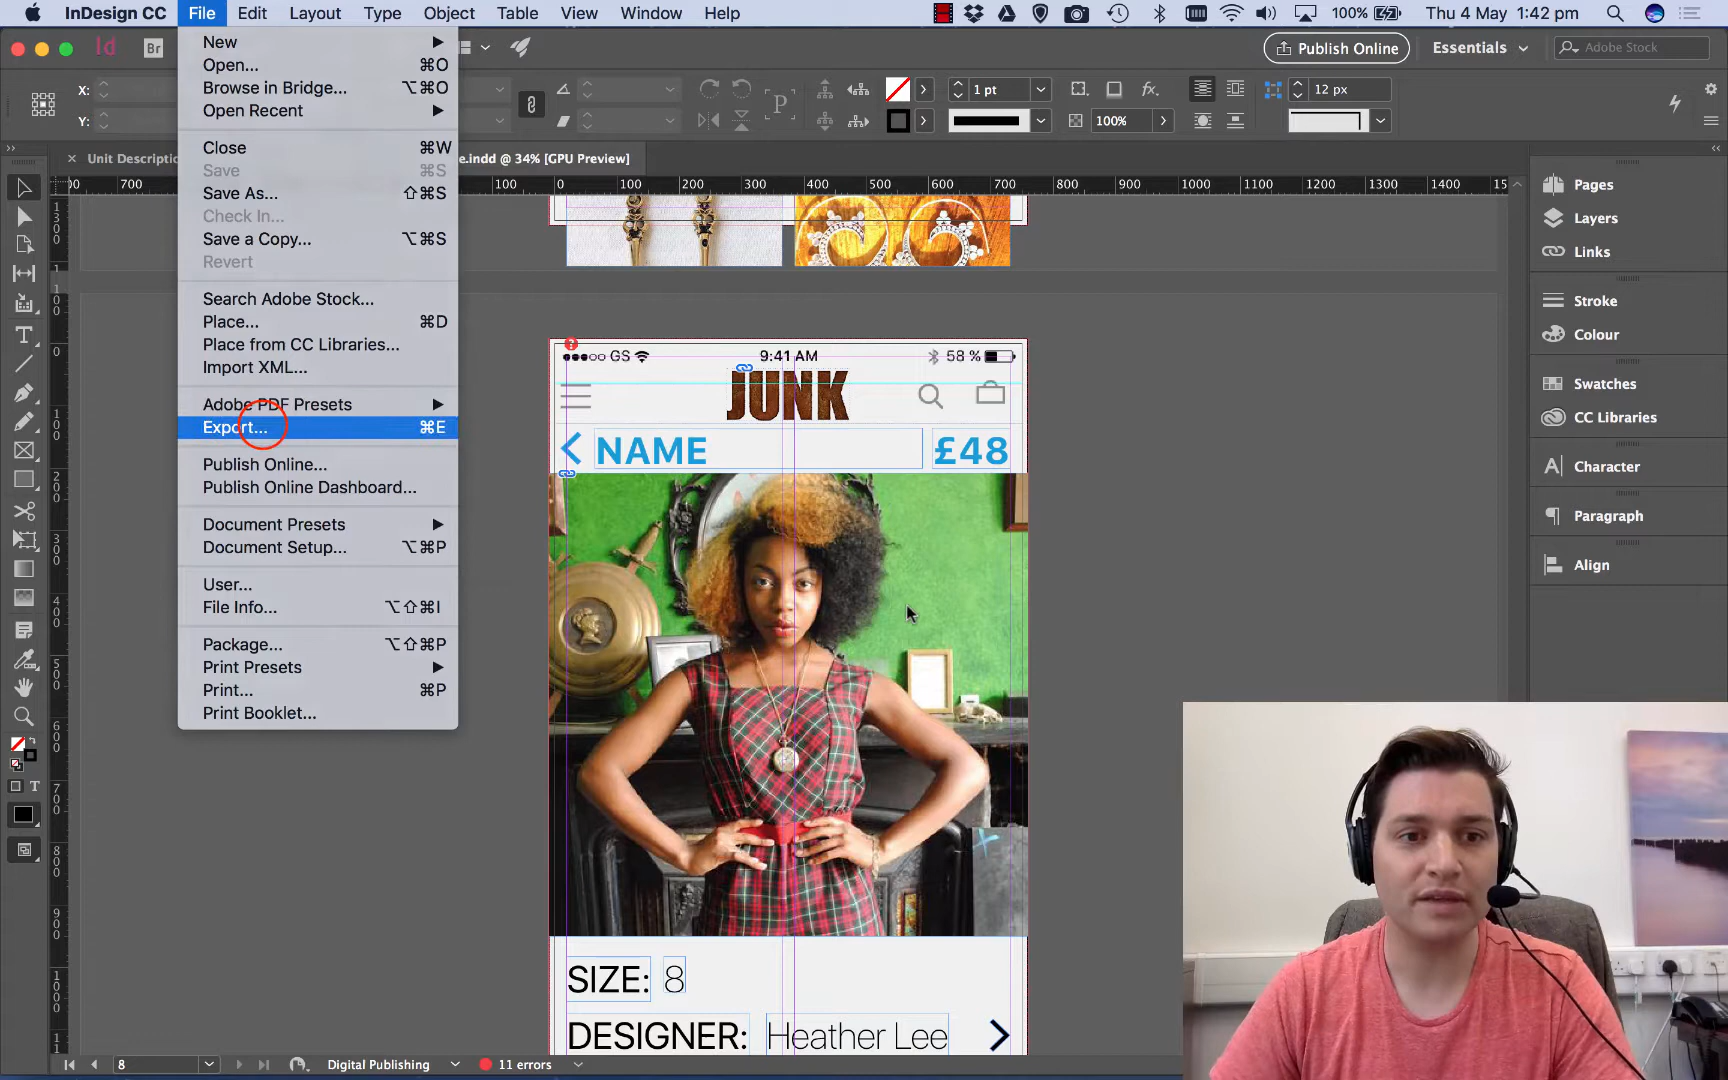 InDesign CC File Edit Layout Type Object Table View Window Help 100% Thu 4 May 1:42 pm
Id Br Publish Online Essentials Adobe Stock
X: 1 pt 12 px
Y: 100%
Unit Descripti e.indd @ 34% [GPU Preview]
700 100 0 100 200 300 400 500 600 700 800 900 1000 1100 1200 1300 1400 15
New
Open... ⌘O
Browse in Bridge... ⌥⌘O
Open Recent
Close ⌘W
Save ⌘S
Save As... ⇧⌘S
Check In...
Save a Copy... ⌥⌘S
Revert
Search Adobe Stock...
Place... ⌘D
Place from CC Libraries...
Import XML...
Adobe PDF Presets
Export... ⌘E
Publish Online...
Publish Online Dashboard...
Document Presets
Document Setup... ⌥⌘P
User...
File Info... ⌥⇧⌘I
Package... ⌥⇧⌘P
Print Presets
Print... ⌘P
Print Booklet...
GS 9:41 AM 58 %
JUNK
NAME £48
SIZE: 8
DESIGNER: Heather Lee
Pages
Layers
Links
Stroke
Colour
Swatches
CC Libraries
Character
Paragraph
Align
8 Digital Publishing 11 errors